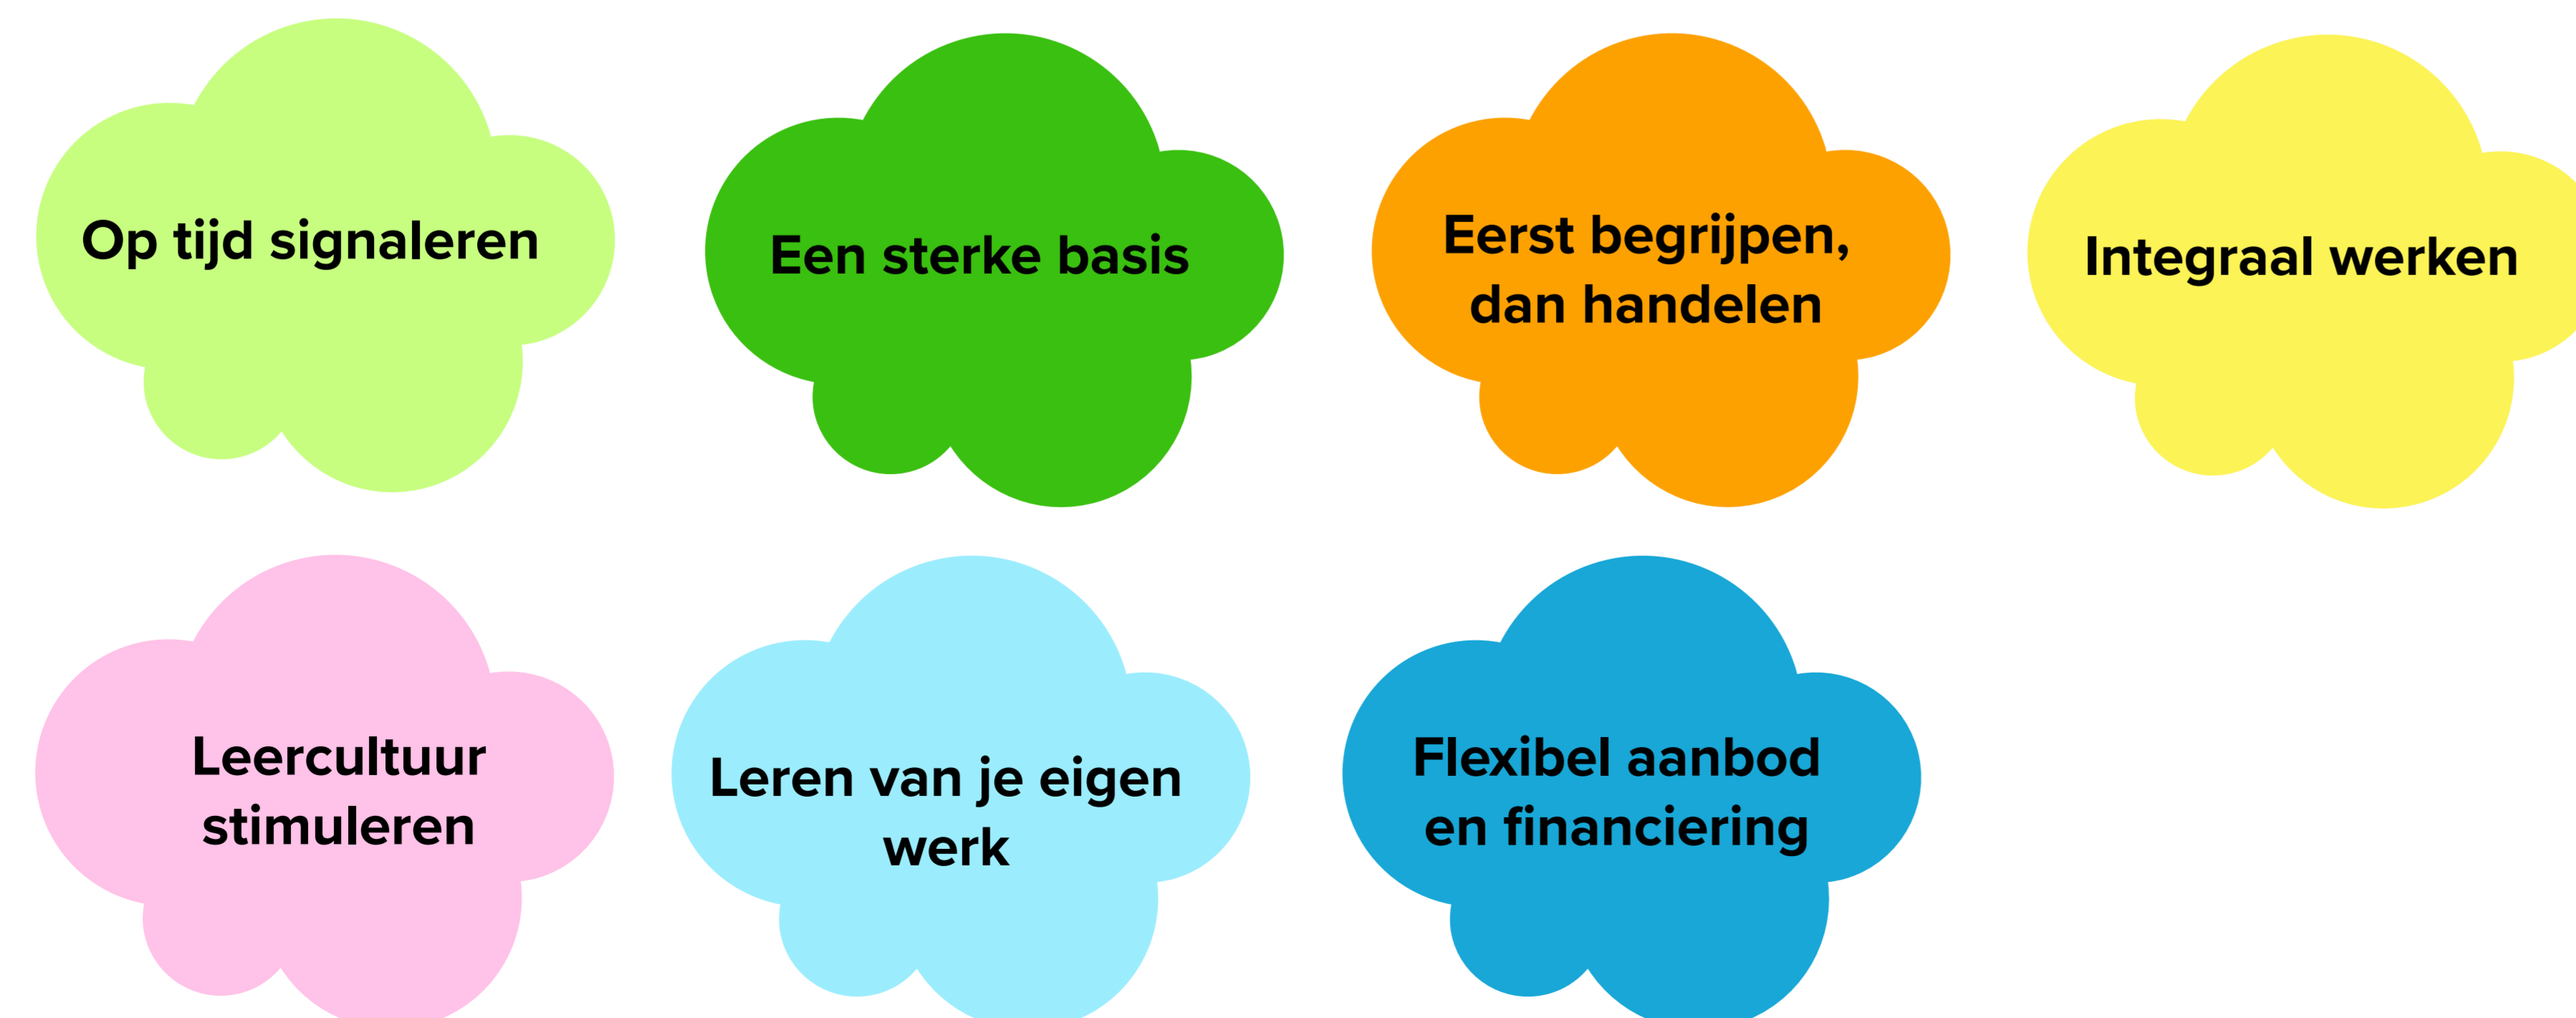 Op tijd signaleren
Een sterke basis
Eerst begrijpen,
dan handelen
Integraal werken
Leercultuur
stimuleren
Leren van je eigen
werk
Flexibel aanbod
en financiering